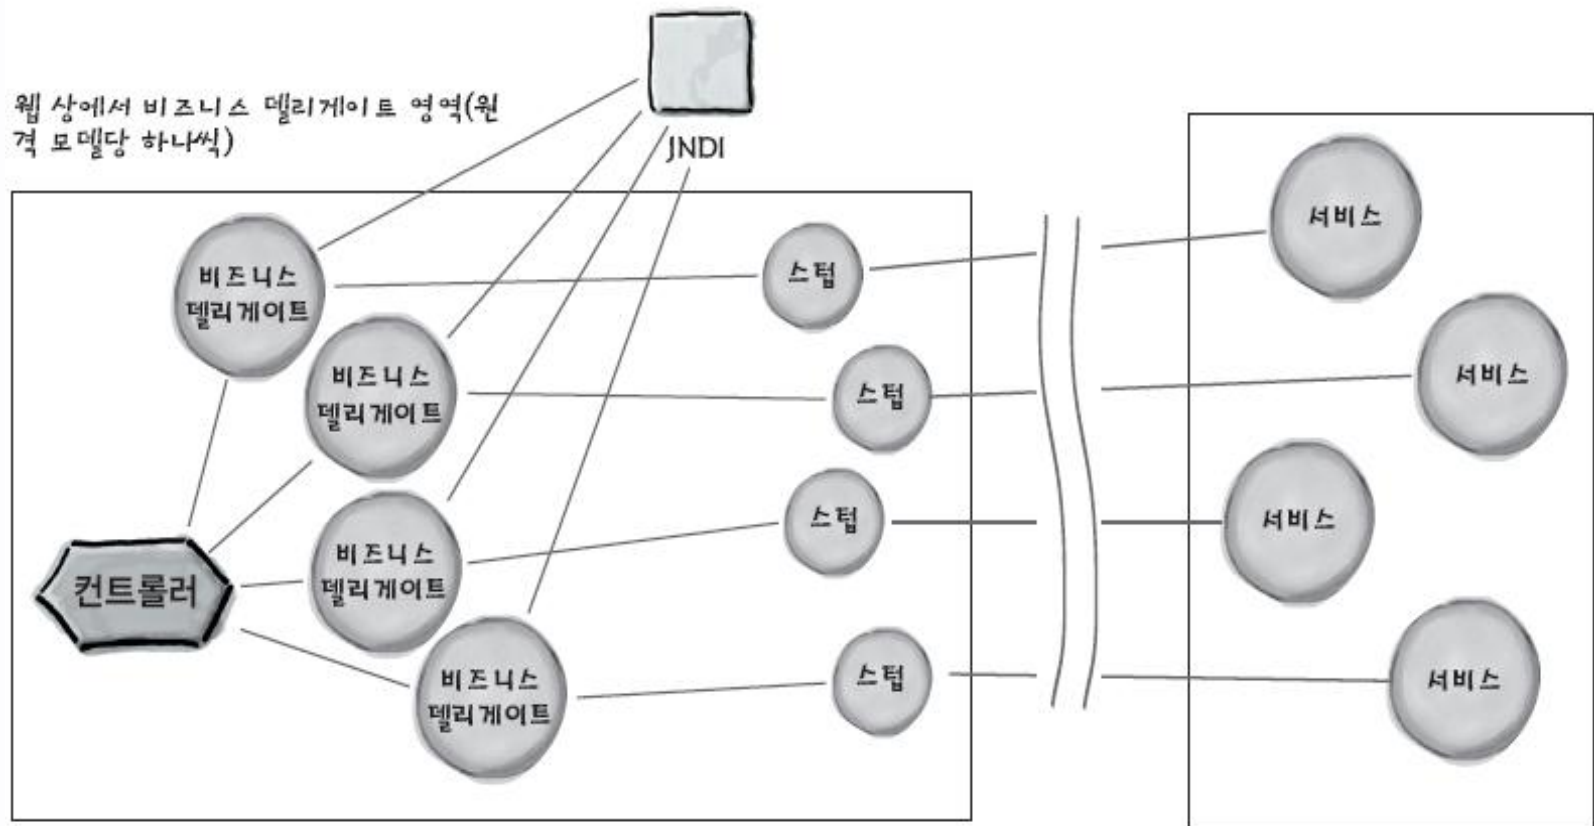 웹 상에서 비즈니스 델리게이트 영역(원
격 모델당 하나씩)
JNDI
비즈니스
델리게이트
스텁
서비스
비즈니스
델리게이트
스텁
서비스
비즈니스
델리게이트
스텁
서비스
컨트롤러
비즈니스
델리게이트
스텁
서비스